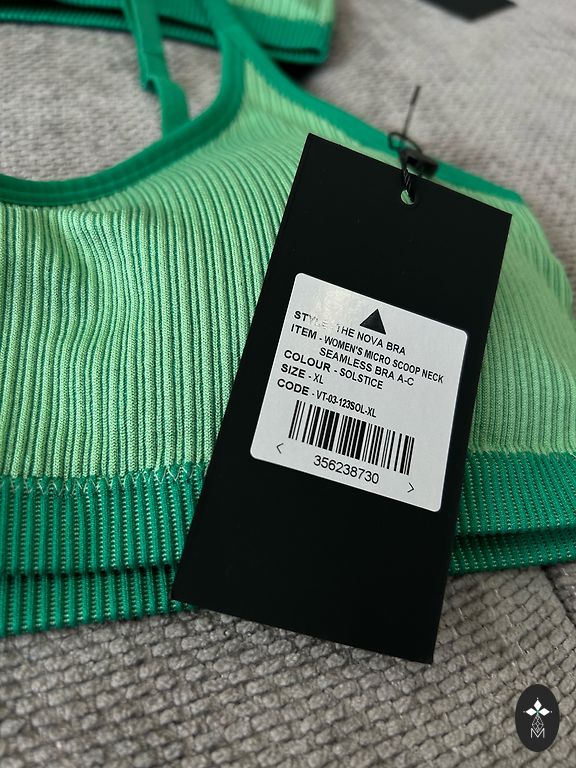 STYLE THE NOVA BRA
ITEM - WOMEN'S MICRO SCOOP NECK
SEAMLESS BRA A-C
COLOUR - SOLSTICE
SIZE - XL
CODE - VT-03-123SOL-XL
< 356238730 >
M